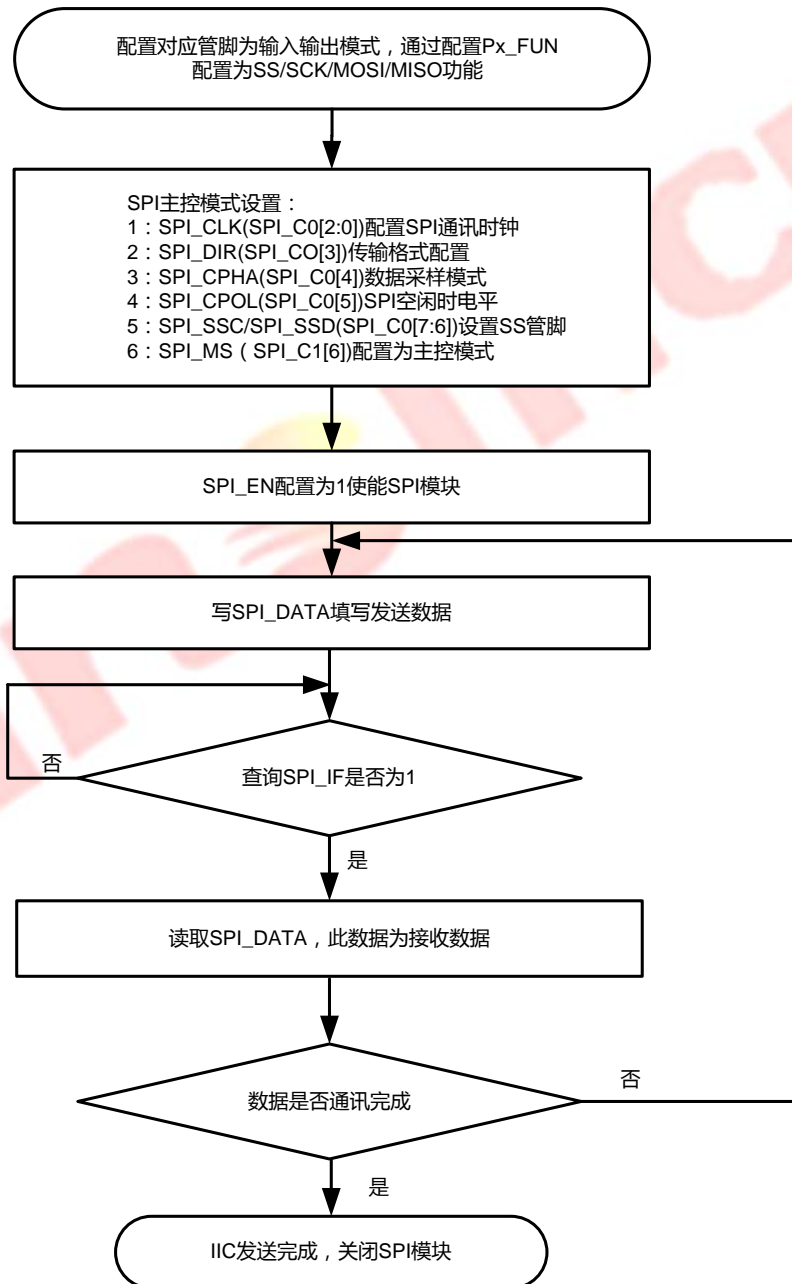 配置对应管脚为输入输出模式，通过配置Px_FUN
配置为SS/SCK/MOSI/MISO功能
SPI主控模式设置：
1：SPI_CLK(SPI_C0[2:0])配置SPI通讯时钟
2：SPI_DIR(SPI_CO[3])传输格式配置
3：SPI_CPHA(SPI_C0[4])数据采样模式
4：SPI_CPOL(SPI_C0[5])SPI空闲时电平
5：SPI_SSC/SPI_SSD(SPI_C0[7:6])设置SS管脚
6：SPI_MS（SPI_C1[6])配置为主控模式
SPI_EN配置为1使能SPI模块
写SPI_DATA填写发送数据
否
查询SPI_IF是否为1
是
读取SPI_DATA，此数据为接收数据
否
数据是否通讯完成
是
IIC发送完成，关闭SPI模块